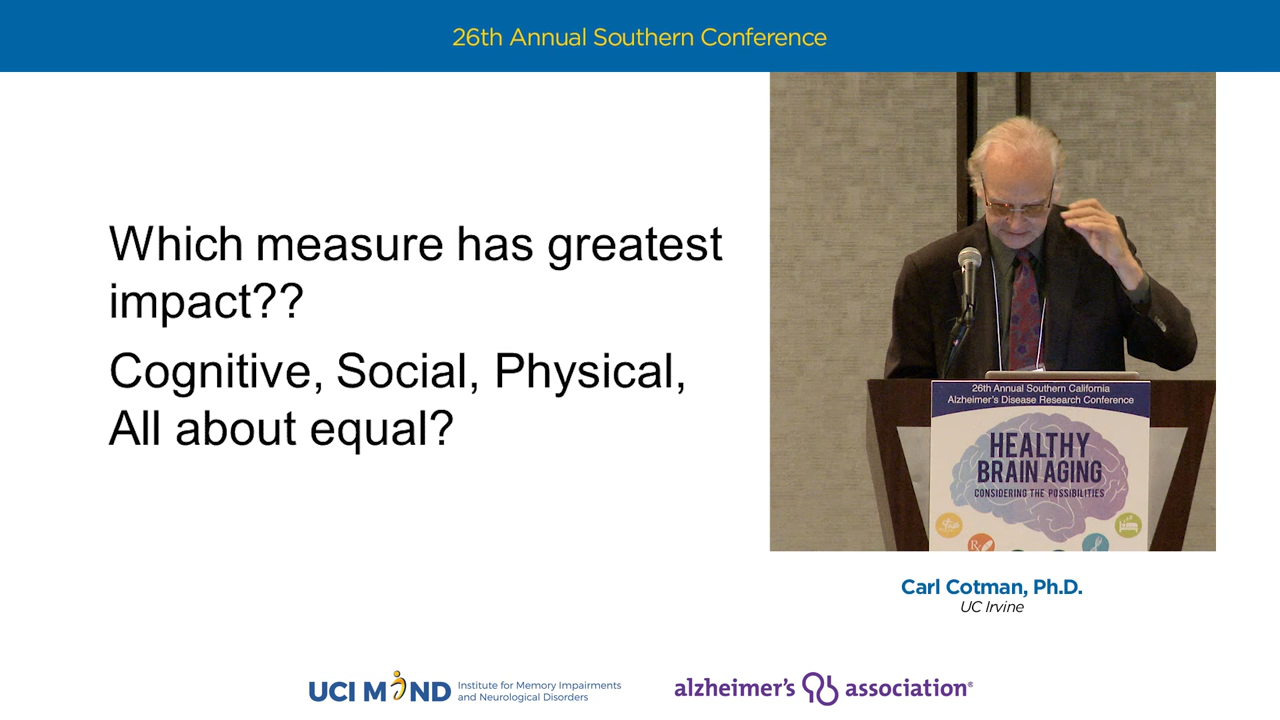 26th Annual Southern Conference
Which measure has greatest
impact??
Cognitive, Social, Physical,
All about equal?
26th Annual Southern California
Alzheimer's Disease Research Conference
HEALTHY
BRAIN AGING
CONSIDERING THE POSSIBILITIES
Rx
Carl Cotman, Ph.D.
UC Irvine
UCI MIND
Institute for Memory Impairments
and Neurological Disorders
alzheimer's association®